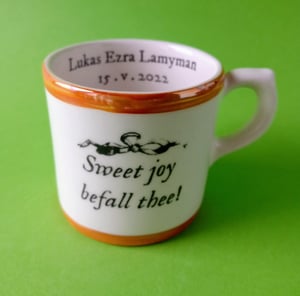 Lukas Ezra Lamyman
15.v.2022
Sweet joy
befall thee!